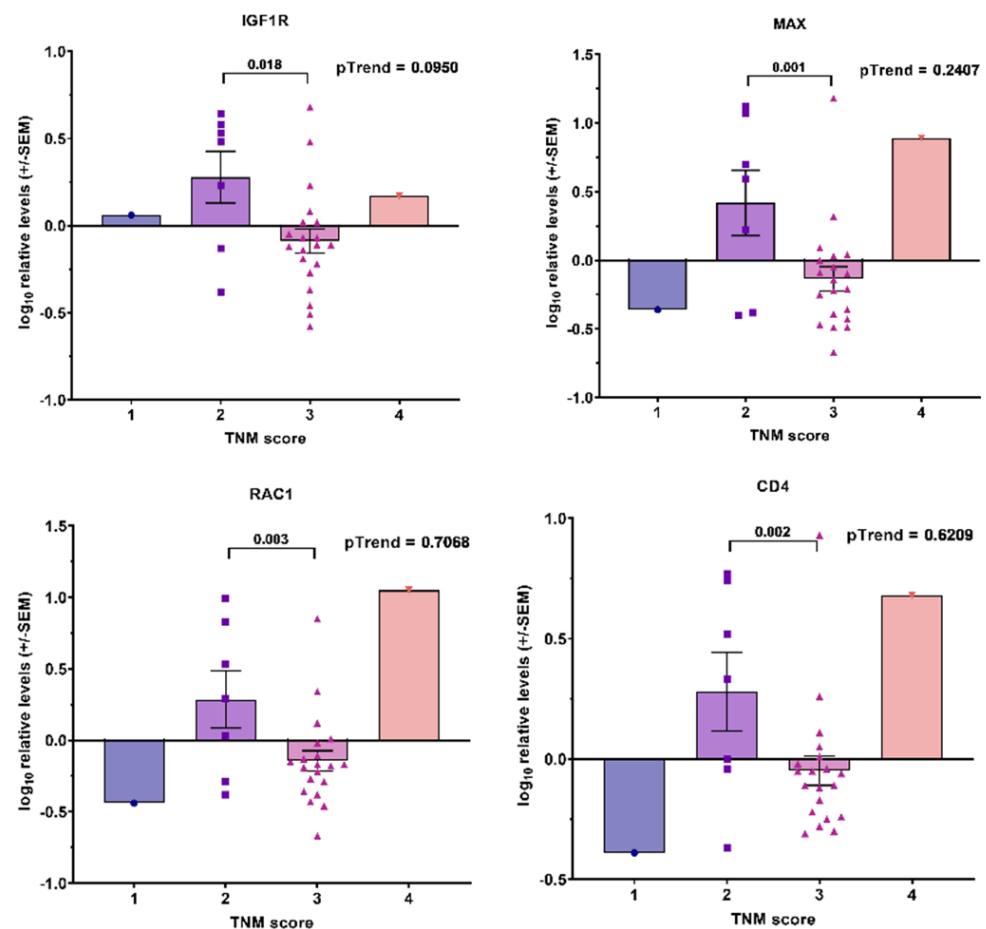 IGF1R
pTrend = 0.0950
0.018
log10 relative levels (+/-SEM)
1.0
0.5
0.0
-0.5
-1.0
1 2 3 4
TNM score
MAX
pTrend = 0.2407
0.001
log10 relative levels (+/-SEM)
1.5
1.0
0.5
0.0
-0.5
-1.0
1 2 3 4
TNM score
RAC1
pTrend = 0.7068
0.003
log10 relative levels (+/-SEM)
1.5
1.0
0.5
0.0
-0.5
-1.0
1 2 3 4
TNM score
CD4
pTrend = 0.6209
0.002
log10 relative levels (+/-SEM)
1.0
0.5
0.0
-0.5
1 2 3 4
TNM score